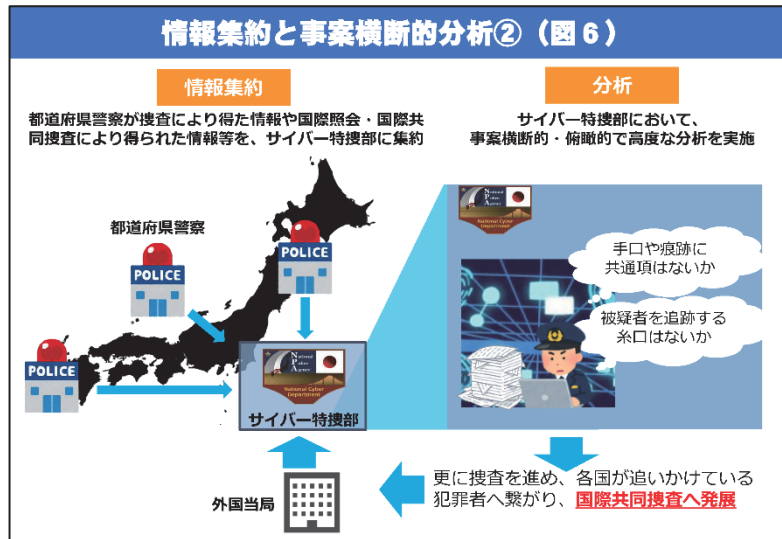 情報集約と事案横断的分析②（図６）
情報集約
都道府県警察が捜査により得た情報や国際照会・国際共
同捜査により得られた情報等を、サイバー特捜部に集約
都道府県警察
POLICE
POLICE
POLICE
National
Police
Agency
National Cyber
Department
サイバー特捜部
外国当局
分析
サイバー特捜部において、
事案横断的・俯瞰的で高度な分析を実施
National
Police
Agency
National Cyber
Department
手口や痕跡に
共通項はないか
被疑者を追跡する
糸口はないか
更に捜査を進め、各国が追いかけている
犯罪者へ繋がり、国際共同捜査へ発展